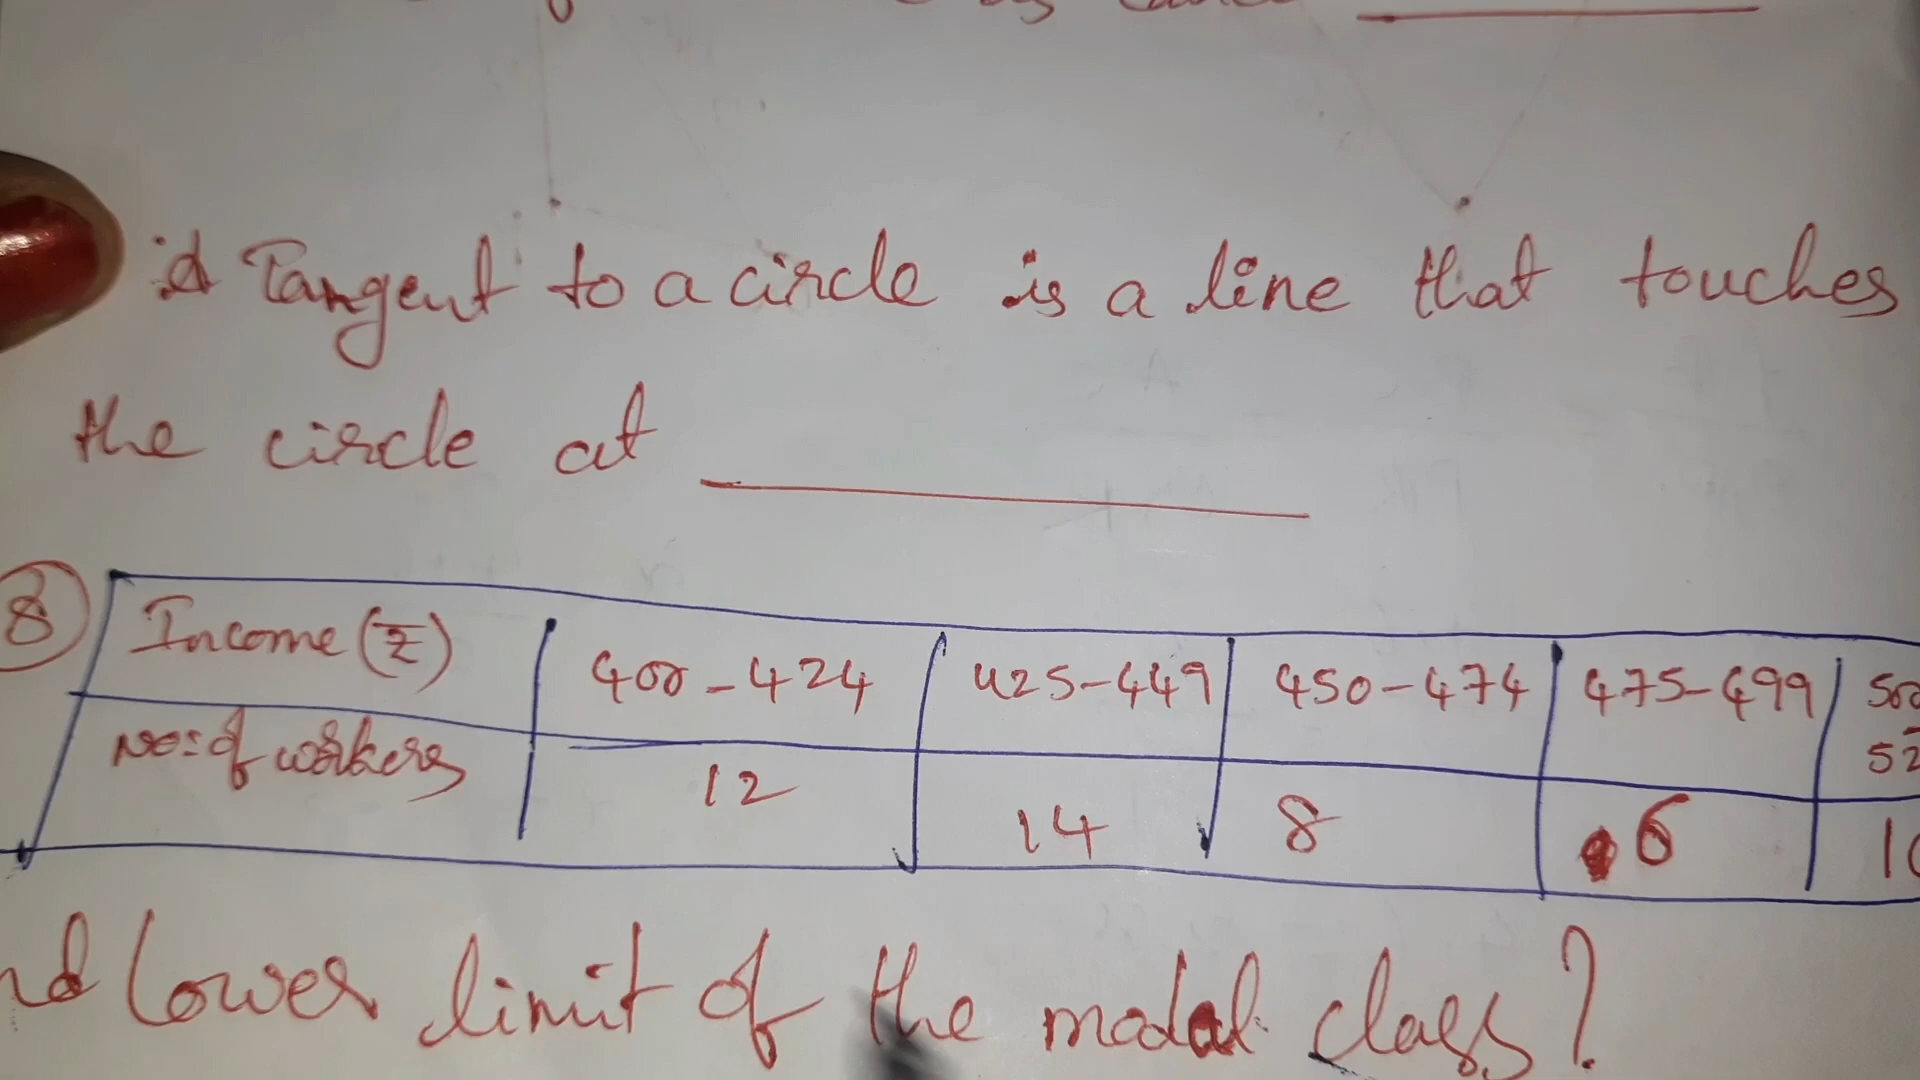 A Tangent to a circle is a line that touches
the circle at
8
Income (₹) 400-424 425-449 450-474 475-499
No: of workers 12 14 8 6
lower limit of the modal class?